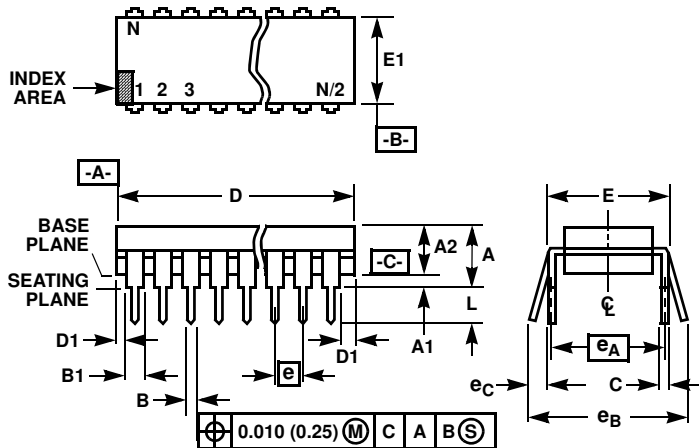 N
INDEX
AREA
1 2 3 N/2
E1
-B-
-A-
D
E
BASE
PLANE
-C-
A2
A
SEATING
PLANE
L
C L
D1
e
D1
A1
eA
B1
eC
C
B
eB
0.010 (0.25) M C A B S